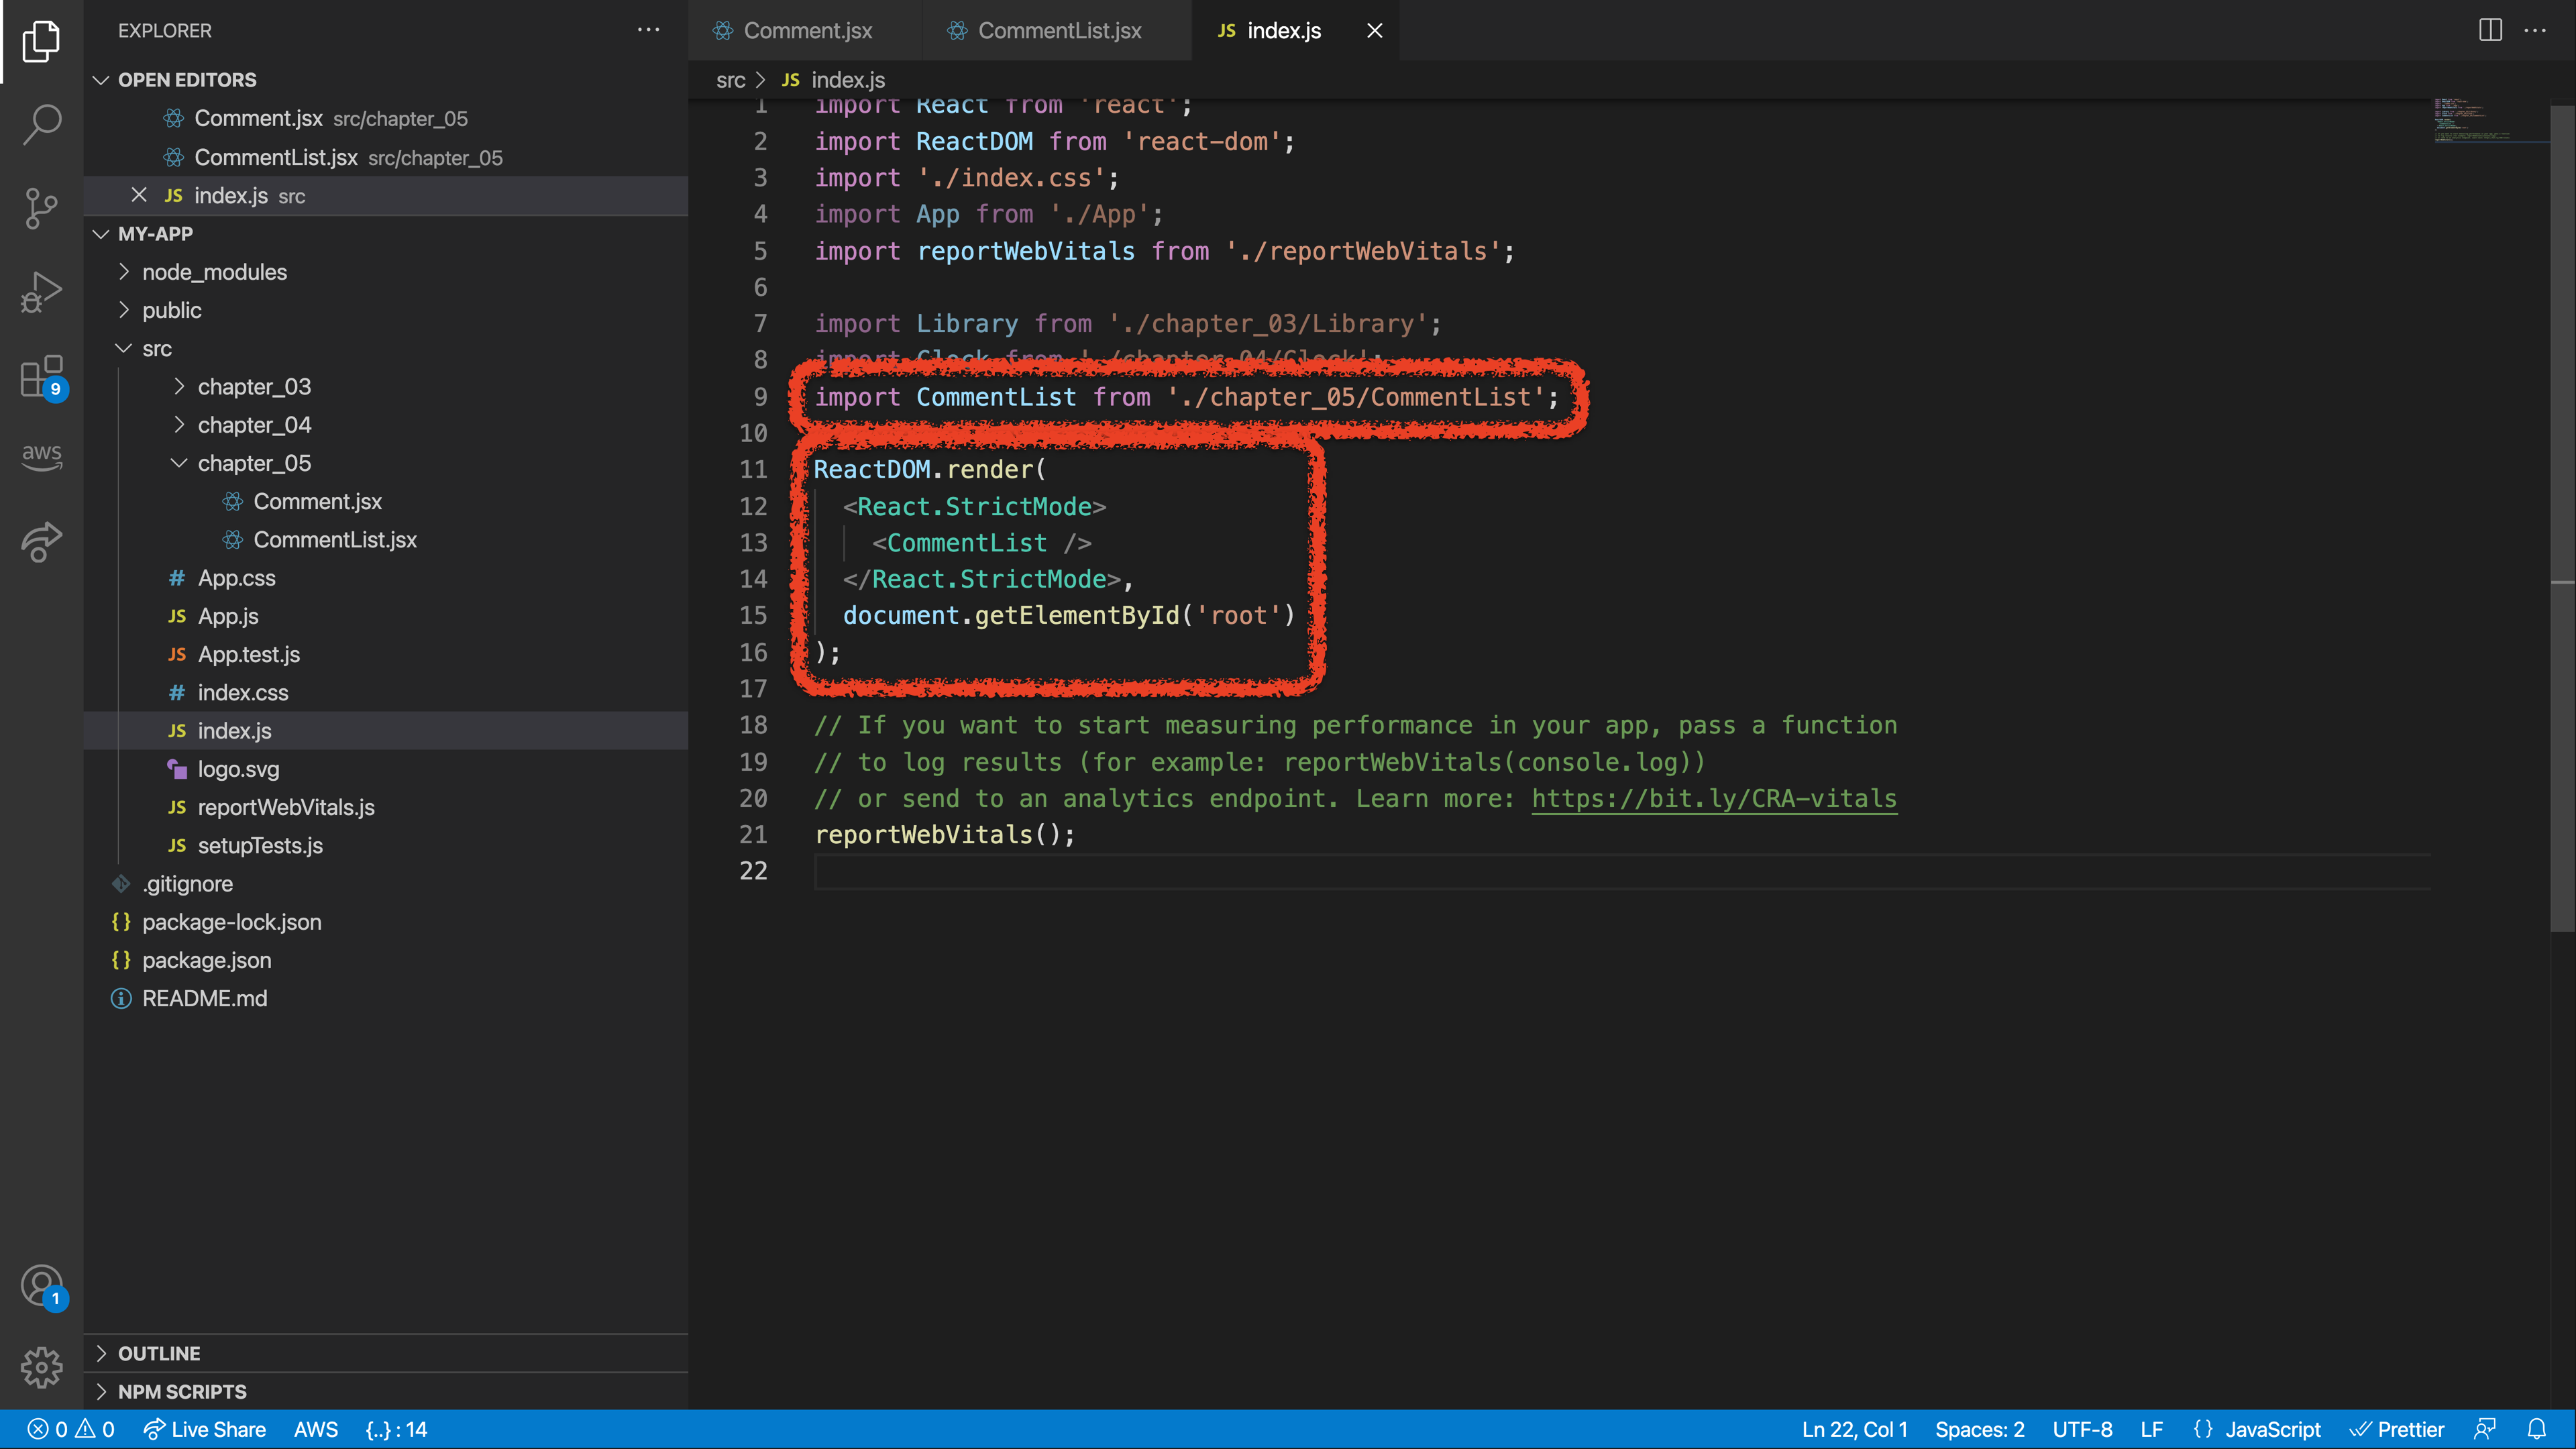 EXPLORER
OPEN EDITORS
Comment.jsx src/chapter_05
CommentList.jsx src/chapter_05
JS index.js src
MY-APP
node_modules
public
src
chapter_03
chapter_04
chapter_05
Comment.jsx
CommentList.jsx
# App.css
JS App.js
JS App.test.js
# index.css
JS index.js
logo.svg
JS reportWebVitals.js
JS setupTests.js
.gitignore
{} package-lock.json
{} package.json
README.md
OUTLINE
NPM SCRIPTS
aws
9
1
Comment.jsx
CommentList.jsx
JS index.js
src > JS index.js
1 import React from 'react';
2 import ReactDOM from 'react-dom';
3 import './index.css';
4 import App from './App';
5 import reportWebVitals from './reportWebVitals';
6
7 import Library from './chapter_03/Library';
8 import Clock from './chapter_04/Clock';
9 import CommentList from './chapter_05/CommentList';
10
11 ReactDOM.render(
12 <React.StrictMode>
13 <CommentList />
14 </React.StrictMode>,
15 document.getElementById('root')
16 );
17
18 // If you want to start measuring performance in your app, pass a function
19 // to log results (for example: reportWebVitals(console.log))
20 // or send to an analytics endpoint. Learn more: https://bit.ly/CRA-vitals
21 reportWebVitals();
22
0 0 Live Share AWS {..} : 14
Ln 22, Col 1 Spaces: 2 UTF-8 LF {} JavaScript Prettier